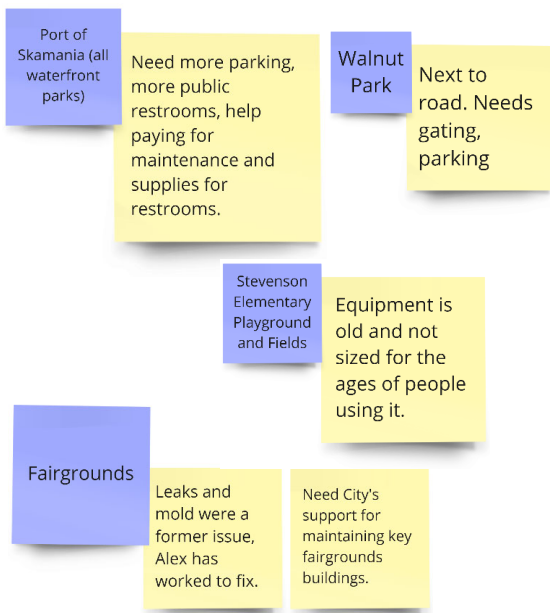 Port of
Skamania (all
waterfront
parks)
Need more parking,
more public
restrooms, help
paying for
maintenance and
supplies for
restrooms.
Walnut
Park
Next to
road. Needs
gating,
parking
Stevenson
Elementary
Playground
and Fields
Equipment is
old and not
sized for the
ages of people
using it.
Fairgrounds
Leaks and
mold were a
former issue,
Alex has
worked to fix.
Need City's
support for
maintaining key
fairgrounds
buildings.